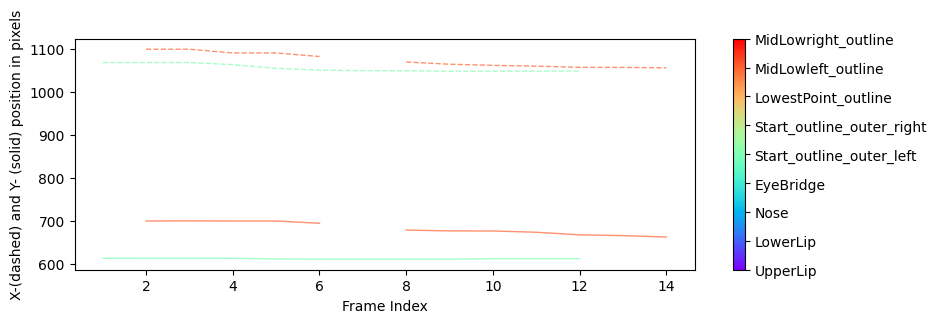 X-(dashed) and Y- (solid) position in pixels
1100
1000
900
800
700
600
2 4 6 8 10 12 14
Frame Index
MidLowright_outline
MidLowleft_outline
LowestPoint_outline
Start_outline_outer_right
Start_outline_outer_left
EyeBridge
Nose
LowerLip
UpperLip